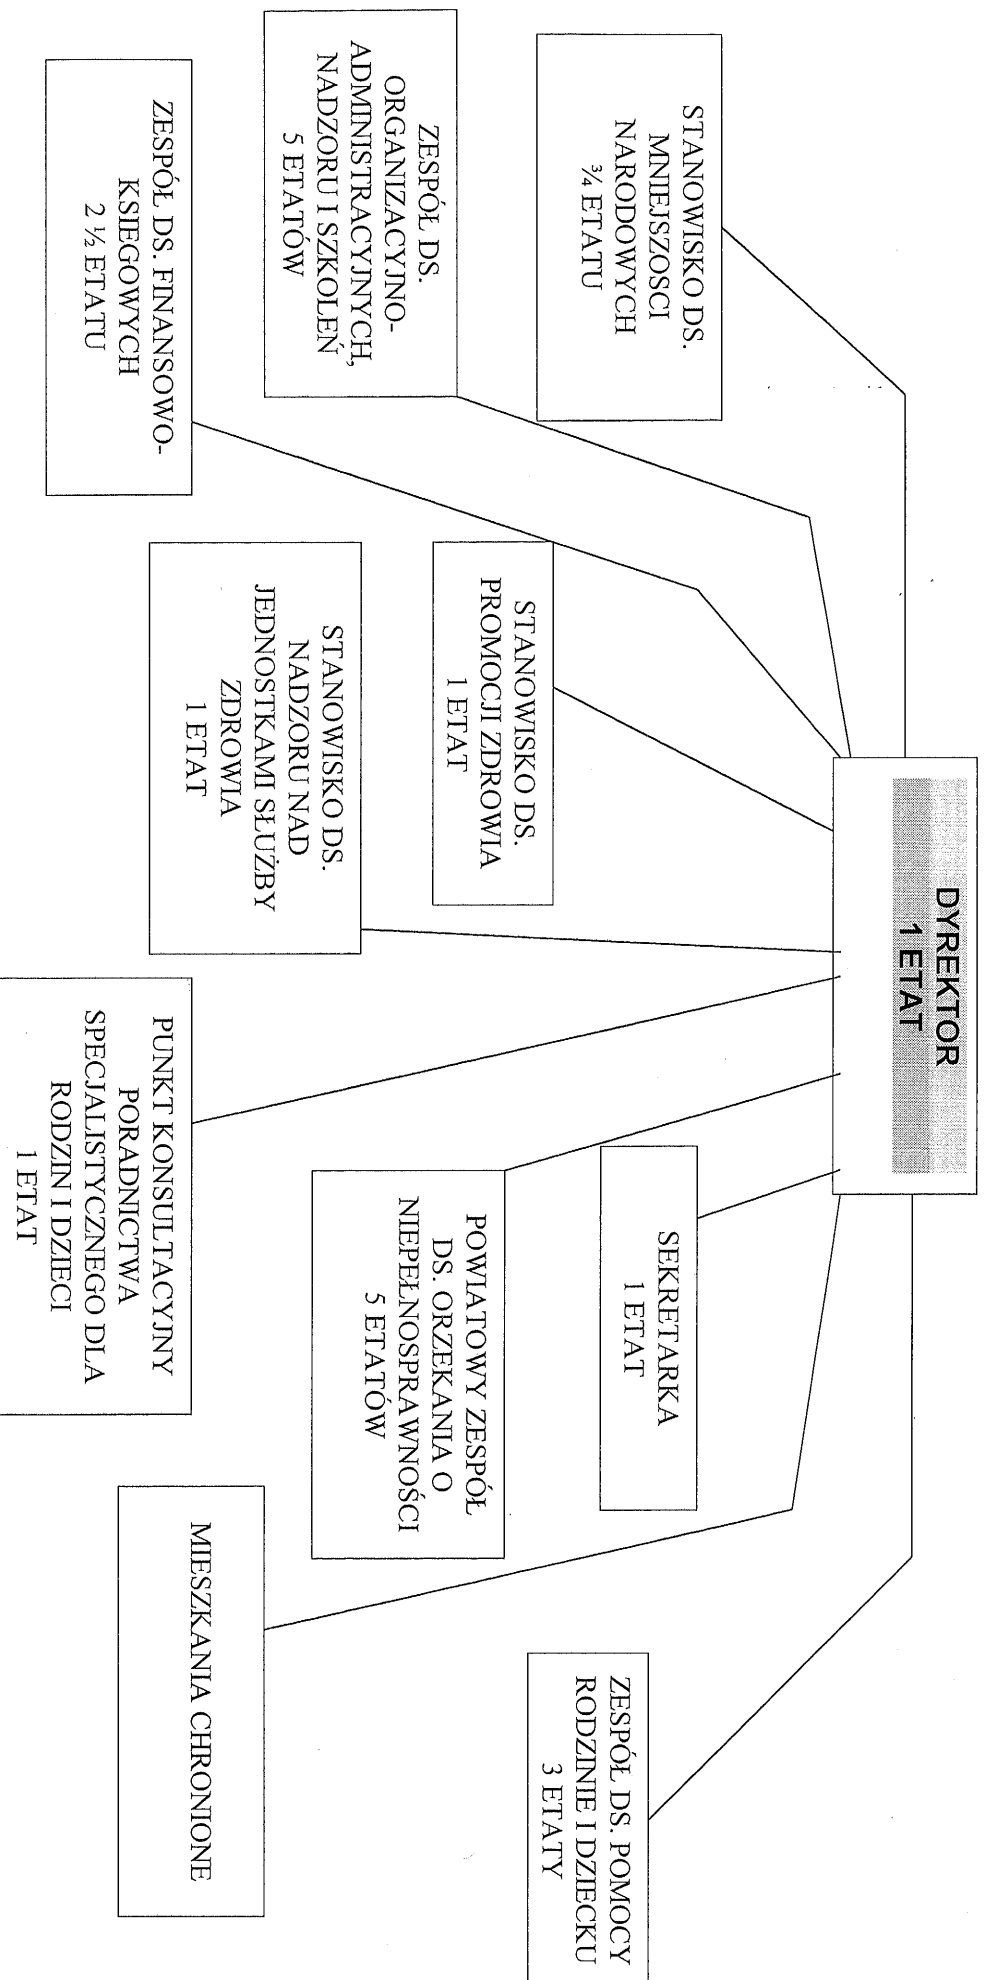 DYREKTOR
1 ETAT
STANOWISKO DS.
MNIEJSZOSCI
NARODOWYCH
¾ ETATU
ZESPÓŁ DS.
ORGANIZACYJNO-
ADMINISTRACYJNYCH,
NADZORU I SZKOLEŃ
5 ETATÓW
ZESPÓŁ DS. FINANSOWO-
KSIEGOWYCH
2 ½ ETATU
STANOWISKO DS.
PROMOCJI ZDROWIA
1 ETAT
STANOWISKO DS.
NADZORU NAD
JEDNOSTKAMI SŁUŻBY
ZDROWIA
1 ETAT
PUNKT KONSULTACYJNY
PORADNICTWA
SPECJALISTYCZNEGO DLA
RODZIN I DZIECI
1 ETAT
POWIATOWY ZESPÓŁ
DS. ORZEKANIA O
NIEPEŁNOSPRAWNOŚCI
5 ETATÓW
SEKRETARKA
1 ETAT
MIESZKANIA CHRONIONE
ZESPÓŁ DS. POMOCY
RODZINIE I DZIECKU
3 ETATY